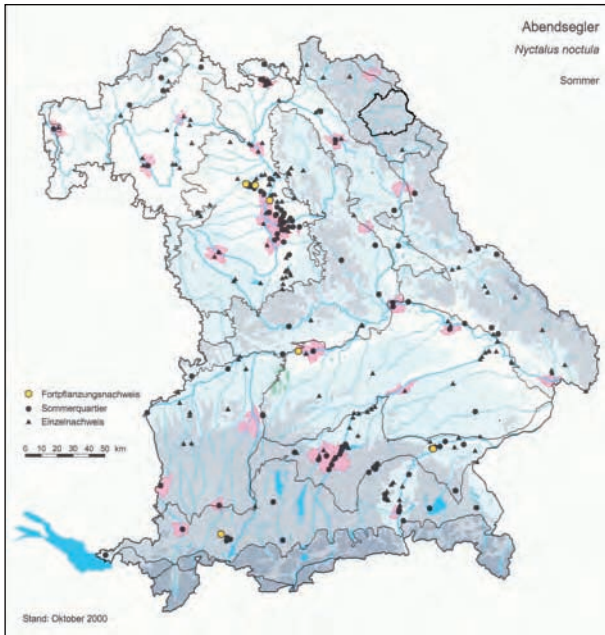 Abendsegler
Nyctalus noctula
Sommer
Fortpflanzungsnachweis
Sommerquartier
Einzelnachweis
0 10 20 30 40 50
km
Stand: Oktober 2000